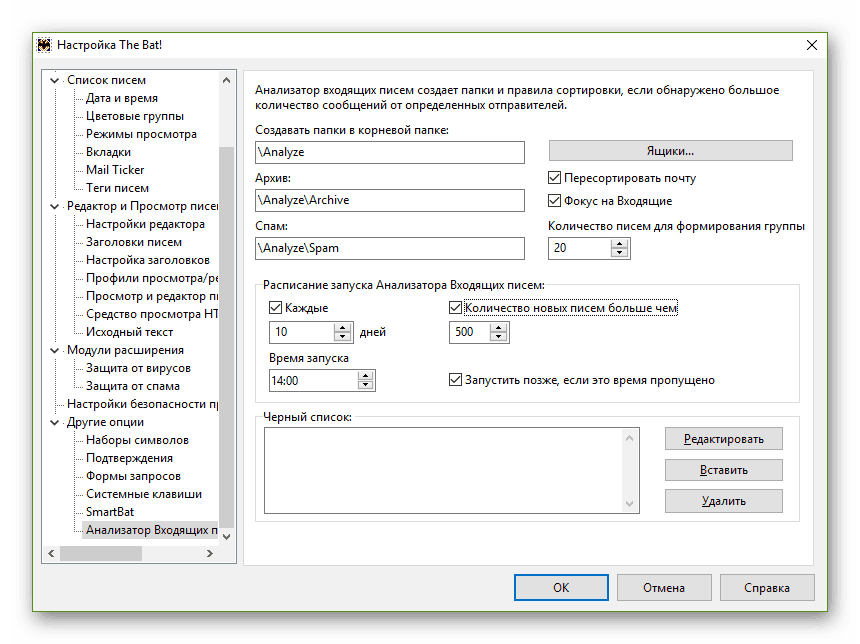 Настройка The Bat!
Список писем
Дата и время
Цветовые группы
Режимы просмотра
Вкладки
Mail Ticker
Теги писем
Редактор и Просмотр писе
Настройки редактора
Заголовки писем
Настройка заголовков
Профили просмотра/ре
Просмотр и редактор п
Средство просмотра HT
Исходный текст
Модули расширения
Защита от вирусов
Защита от спама
Настройки безопасности п
Другие опции
Наборы символов
Подтверждения
Формы запросов
Системные клавиши
SmartBat
Анализатор Входящих п
Анализатор входящих писем создает папки и правила сортировки, если обнаружено большое
количество сообщений от определенных отправителей.
Создавать папки в корневой папке:
\Analyze
Ящики...
Архив:
Пересортировать почту
\Analyze\Archive
Фокус на Входящие
Спам:
Количество писем для формирования группы
\Analyze\Spam
20
Расписание запуска Анализатора Входящих писем:
Каждые
Количество новых писем больше чем
10 дней
500
Время запуска
14:00
Запустить позже, если это время пропущено
Черный список:
Редактировать
Вставить
Удалить
OK
Отмена
Справка